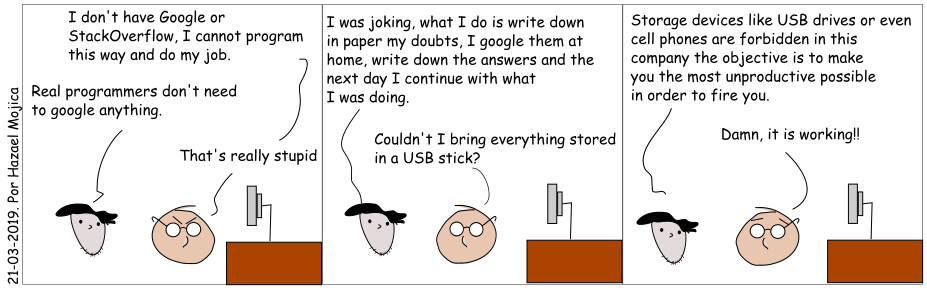 I don't have Google or
StackOverflow, I cannot program
this way and do my job.
Real programmers don't need
to google anything.
That's really stupid
I was joking, what I do is write down
in paper my doubts, I google them at
home, write down the answers and the
next day I continue with what
I was doing.
Couldn't I bring everything stored
in a USB stick?
Storage devices like USB drives or even
cell phones are forbidden in this
company the objective is to make
you the most unproductive possible
in order to fire you.
Damn, it is working!!
21-03-2019. Por Hazael Mojica